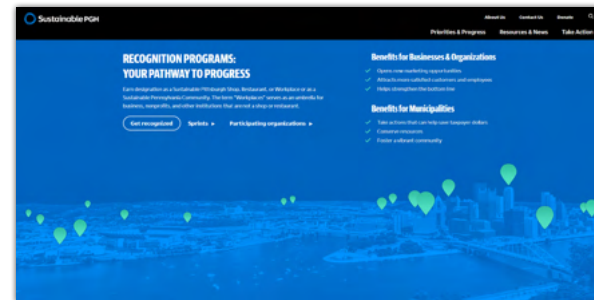 Sustainable PGH
About Us Contact Us Donate
Priorities & Progress Resources & News Take Action
RECOGNITION PROGRAMS:
YOUR PATHWAY TO PROGRESS
Earn designation as a Sustainable Pittsburgh Shop, Restaurant, or Workplace or as a
Sustainable Pennsylvania Community. The term "Workplaces" serves as an umbrella for
business, nonprofits, and other institutions that are not a shop or restaurant.
Get recognized Sprints Participating organizations
Benefits for Businesses & Organizations
Opens new marketing opportunities
Attracts more satisfied customers and employees
Helps strengthen the bottom line
Benefits for Municipalities
Take actions that can help save taxpayer dollars
Conserve resources
Foster a vibrant community